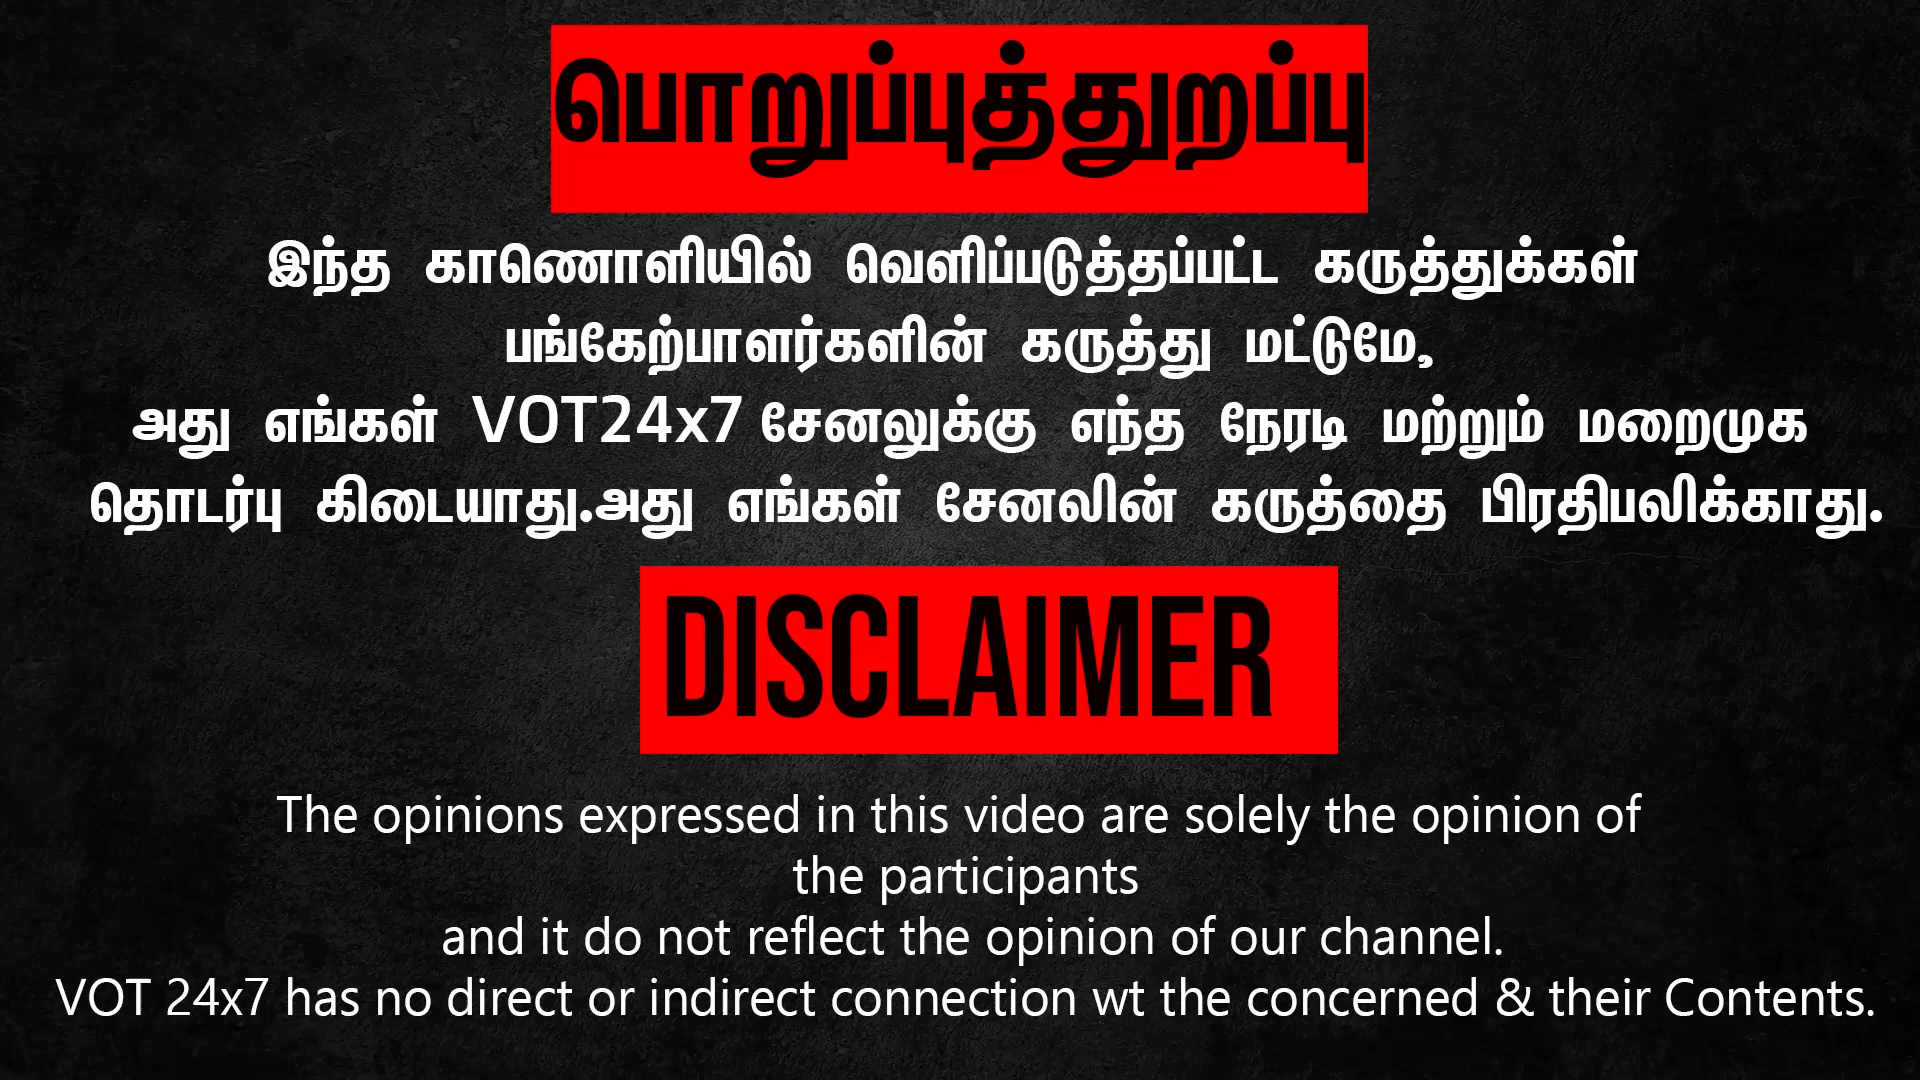 பொறுப்புத்துறப்பு
இந்த காணொளியில் வெளிப்படுத்தப்பட்ட கருத்துக்கள்
பங்கேற்பாளர்களின் கருத்து மட்டுமே,
அது எங்கள் VOT24x7 சேனலுக்கு எந்த நேரடி மற்றும் மறைமுக
தொடர்பு கிடையாது.அது எங்கள் சேனலின் கருத்தை பிரதிபலிக்காது.
DISCLAIMER
The opinions expressed in this video are solely the opinion of
the participants
and it do not reflect the opinion of our channel.
VOT 24x7 has no direct or indirect connection wt the concerned & their Contents.